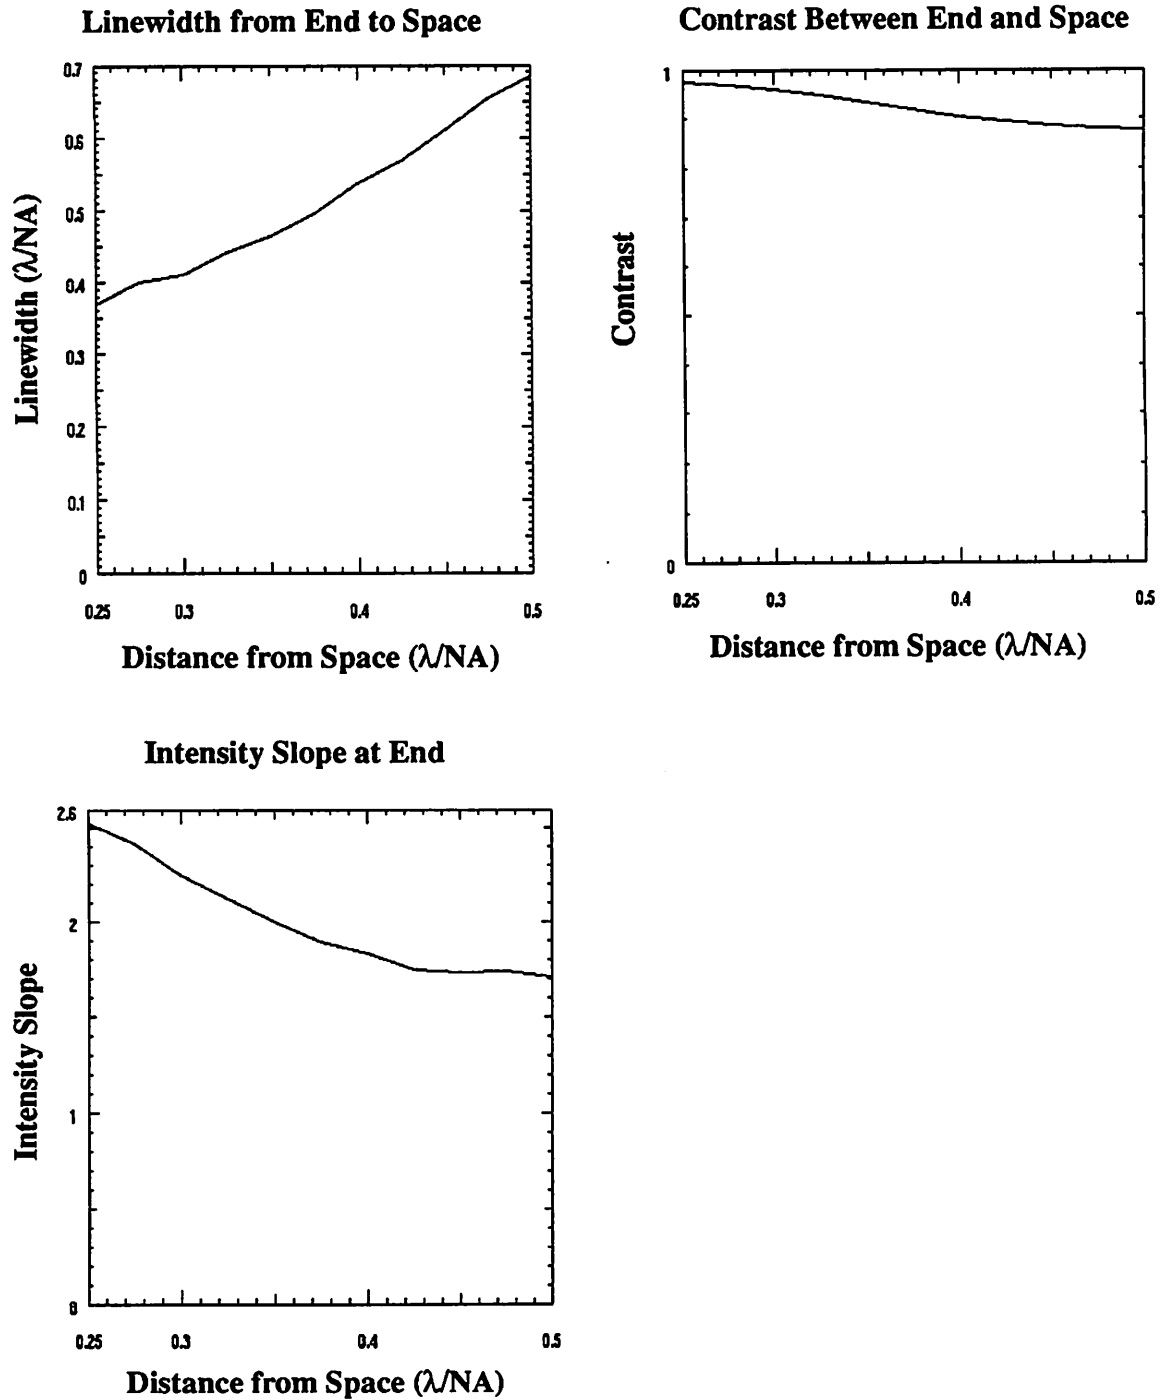 Linewidth from End to Space
0.7
0.6
0.5
0.4
0.3
0.2
0.1
0
0.25 0.3 0.4 0.5
Linewidth (λ/NA)
Distance from Space (λ/NA)
Contrast Between End and Space
1
0
0.25 0.3 0.4 0.5
Contrast
Distance from Space (λ/NA)
Intensity Slope at End
2.6
2
1
0
0.25 0.3 0.4 0.5
Intensity Slope
Distance from Space (λ/NA)